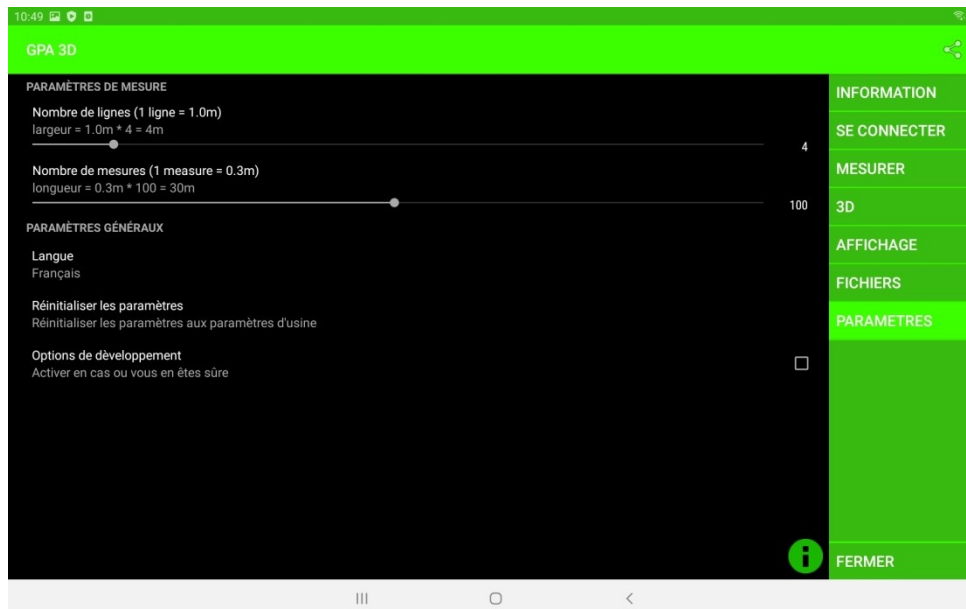 10:49
GPA 3D
PARAMÈTRES DE MESURE
Nombre de lignes (1 ligne = 1.0m)
largeur = 1.0m * 4 = 4m
4
Nombre de mesures (1 measure = 0.3m)
longueur = 0.3m * 100 = 30m
100
PARAMÈTRES GÉNÉRAUX
Langue
Français
Réinitialiser les paramètres
Réinitialiser les paramètres aux paramètres d'usine
Options de dèveloppement
Activer en cas ou vous en êtes sûre
INFORMATION
SE CONNECTER
MESURER
3D
AFFICHAGE
FICHIERS
PARAMETRES
FERMER